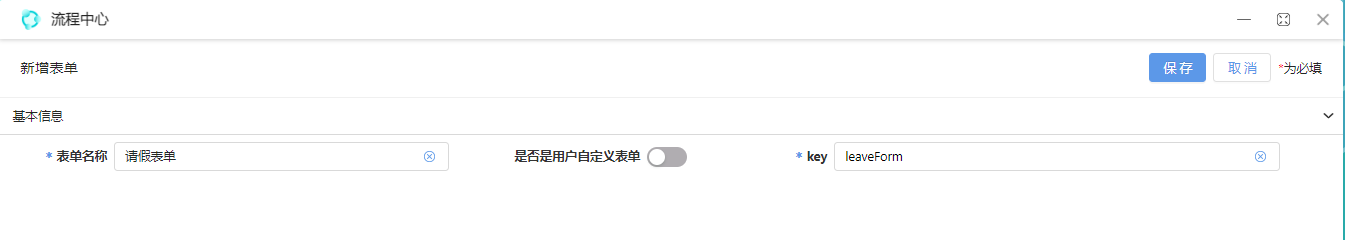 流程中心
新增表单 保存 取消 *为必填
基本信息
* 表单名称 请假表单 是否是用户自定义表单 * key leaveForm